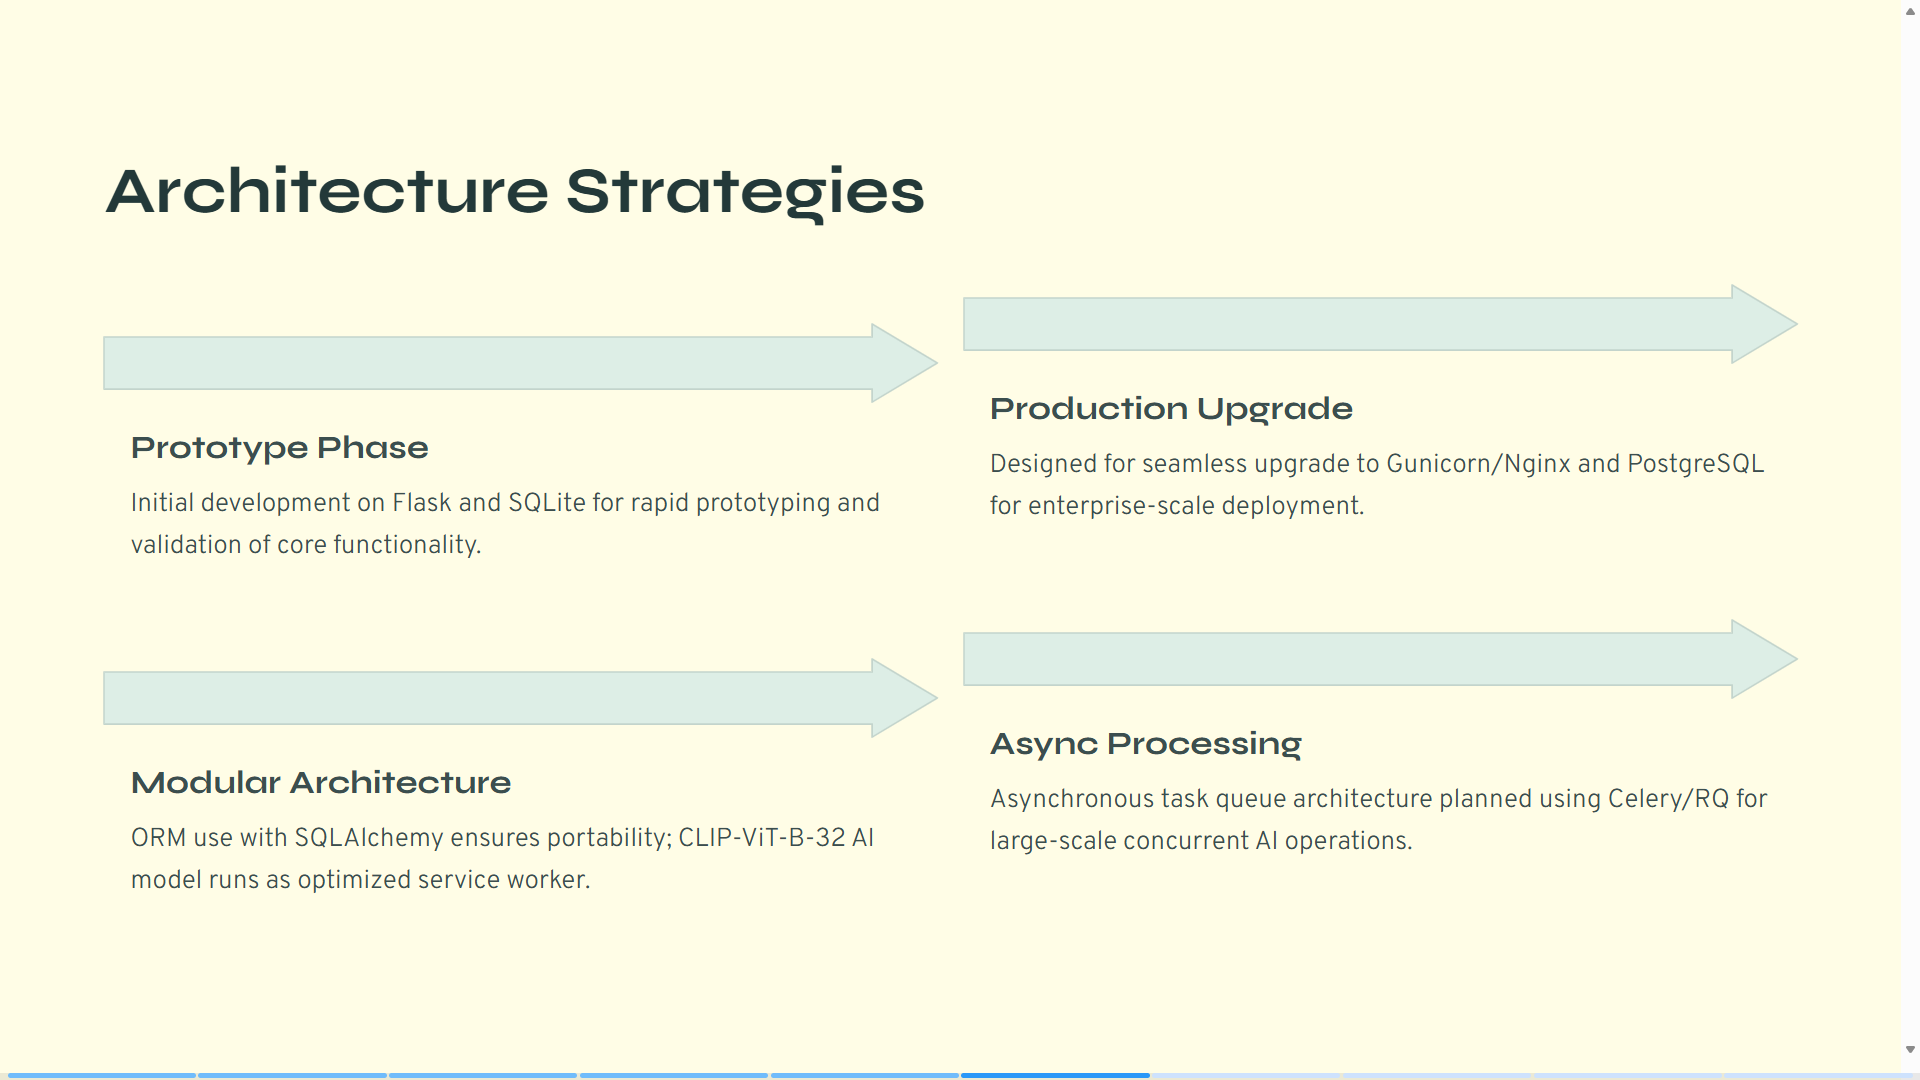 Architecture Strategies
Prototype Phase
Initial development on Flask and SQLite for rapid prototyping and
validation of core functionality.
Production Upgrade
Designed for seamless upgrade to Gunicorn/Nginx and PostgreSQL
for enterprise-scale deployment.
Modular Architecture
ORM use with SQLAlchemy ensures portability; CLIP-ViT-B-32 AI
model runs as optimized service worker.
Async Processing
Asynchronous task queue architecture planned using Celery/RQ for
large-scale concurrent AI operations.